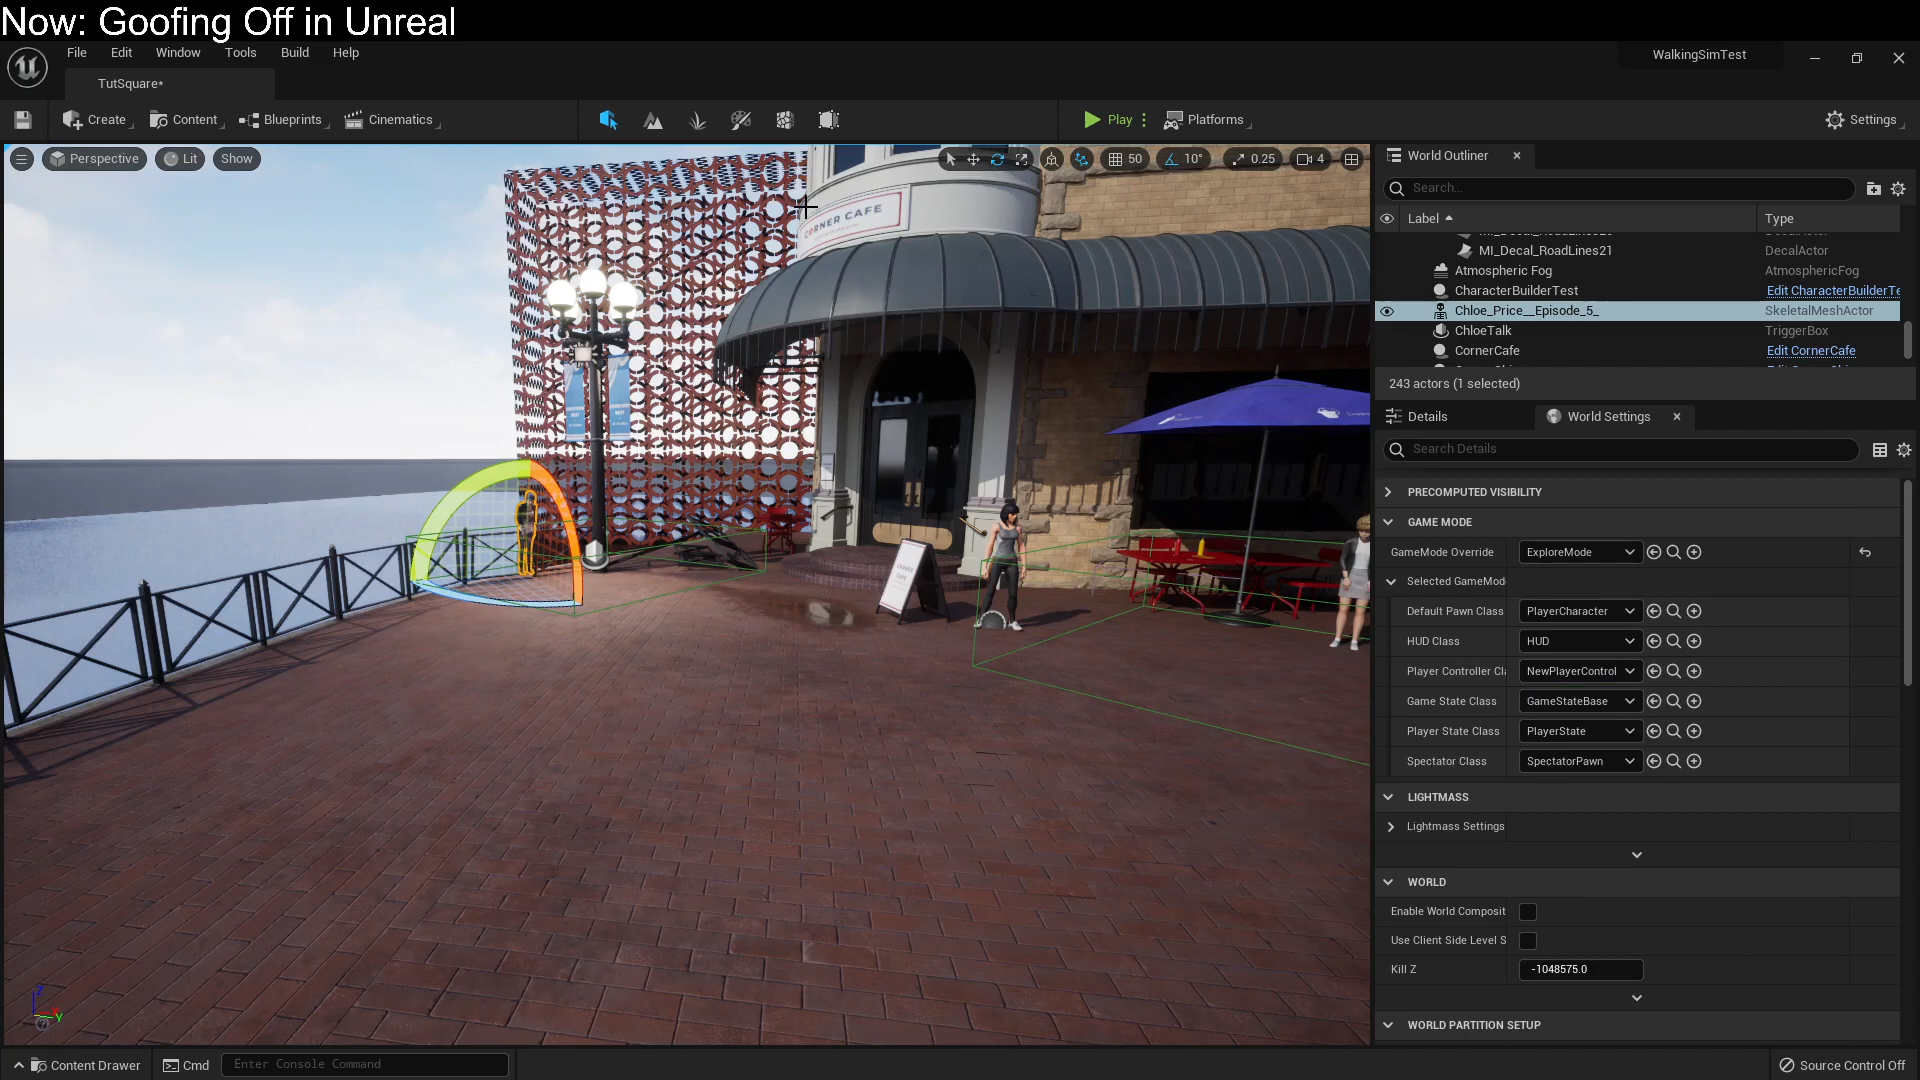 Now: Goofing Off in Unreal
File Edit Window Tools Build Help
WalkingSimTest
TutSquare*
Create Content Blueprints Cinematics Play Platforms Settings
Perspective Lit Show 50 10° 0.25 4
World Outliner
Search...
Label Type
MI_Decal_RoadLines21 DecalActor
Atmospheric Fog AtmosphericFog
CharacterBuilderTest Edit CharacterBuilderTe
Chloe_Price__Episode_5_ SkeletalMeshActor
ChloeTalk TriggerBox
CornerCafe Edit CornerCafe
243 actors (1 selected)
Details World Settings
Search Details
PRECOMPUTED VISIBILITY
GAME MODE
GameMode Override ExploreMode
Selected GameMod
Default Pawn Class PlayerCharacter
HUD Class HUD
Player Controller Cl NewPlayerControl
Game State Class GameStateBase
Player State Class PlayerState
Spectator Class SpectatorPawn
LIGHTMASS
Lightmass Settings
WORLD
Enable World Composit
Use Client Side Level S
Kill Z -1048575.0
WORLD PARTITION SETUP
CORNER CAFE
CORNER
CAFE
Z
Y
Content Drawer Cmd Enter Console Command Source Control Off